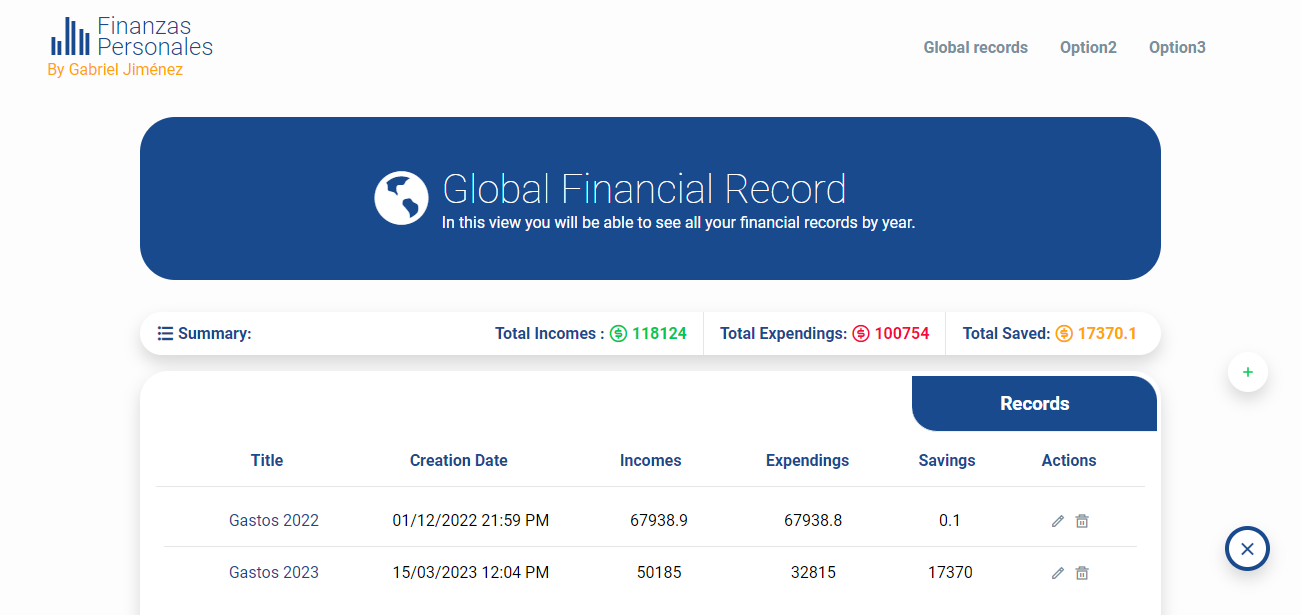 Finanzas
Personales
By Gabriel Jiménez
Global records Option2 Option3
Global Financial Record
In this view you will be able to see all your financial records by year.
Summary: Total Incomes : 118124 Total Expendings: 100754 Total Saved: 17370.1
Records
Title Creation Date Incomes Expendings Savings Actions
Gastos 2022 01/12/2022 21:59 PM 67938.9 67938.8 0.1
Gastos 2023 15/03/2023 12:04 PM 50185 32815 17370